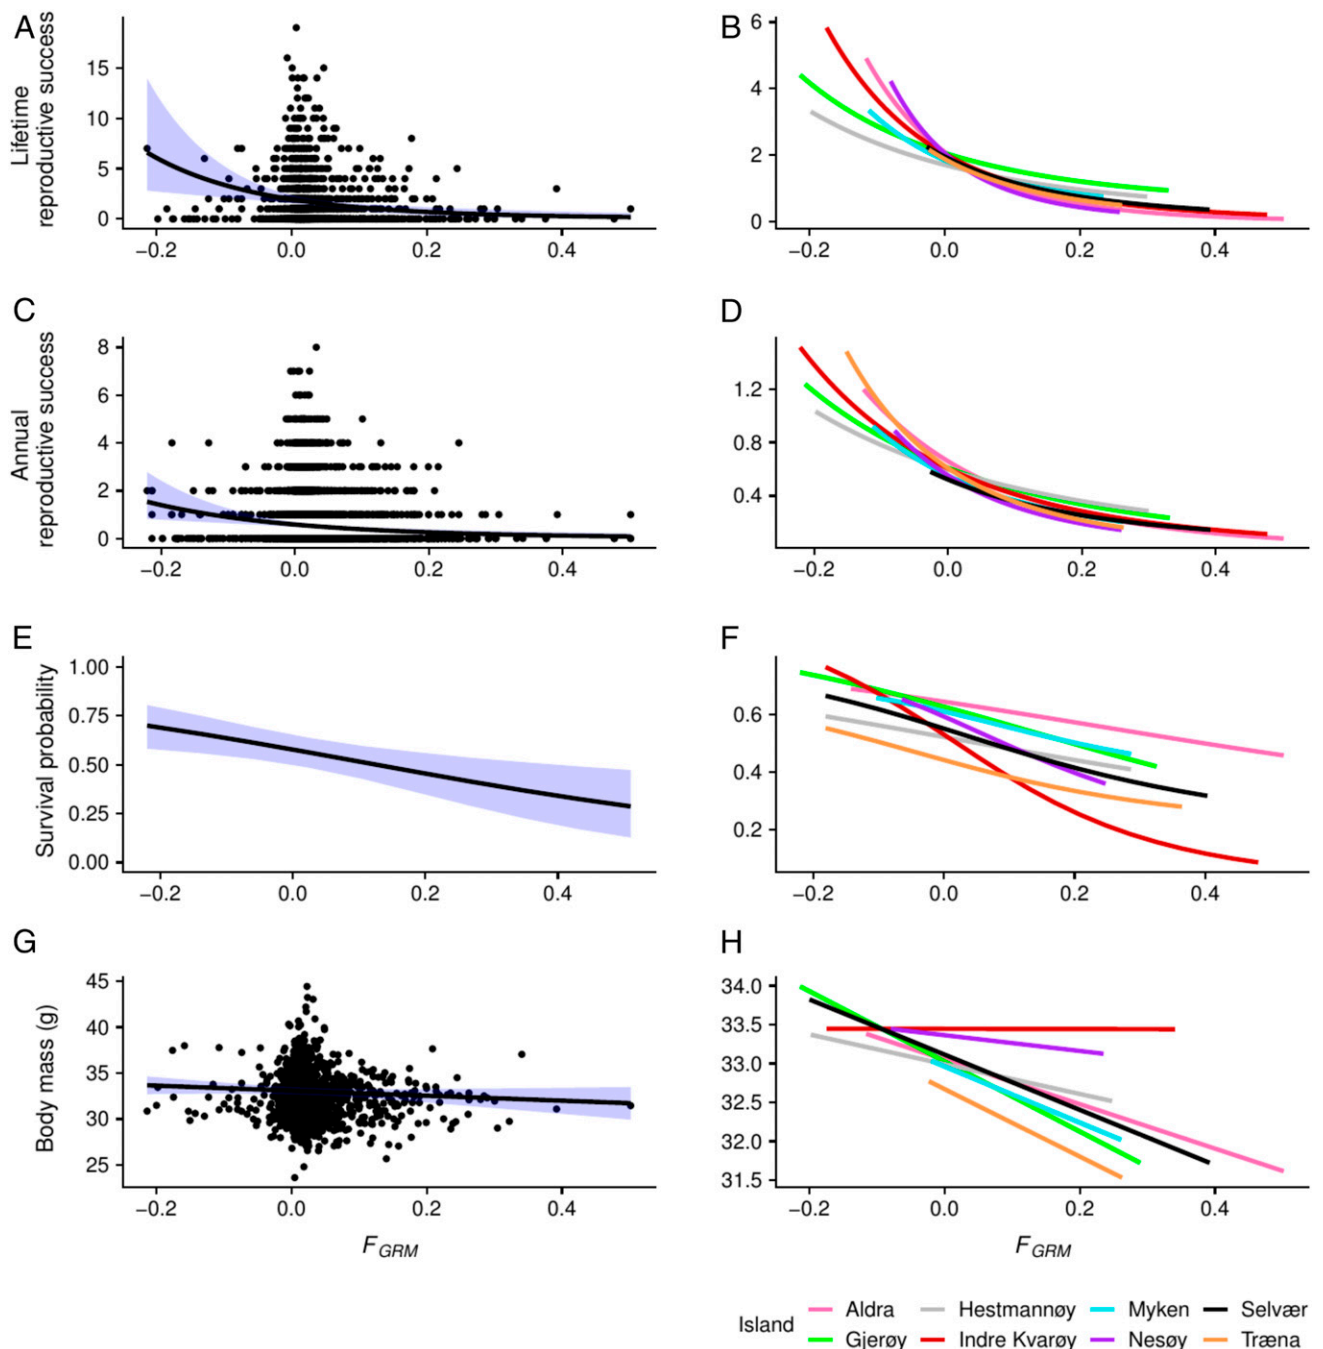 A
Lifetime
reproductive success
15
10
5
0
−0.2 0.0 0.2 0.4
B
6
4
2
0
−0.2 0.0 0.2 0.4
C
Annual
reproductive success
8
6
4
2
0
−0.2 0.0 0.2 0.4
D
1.2
0.8
0.4
−0.2 0.0 0.2 0.4
E
Survival probability
1.00
0.75
0.50
0.25
0.00
−0.2 0.0 0.2 0.4
F
0.6
0.4
0.2
−0.2 0.0 0.2 0.4
G
Body mass (g)
45
40
35
30
25
−0.2 0.0 0.2 0.4
F GRM
H
34.0
33.5
33.0
32.5
32.0
31.5
−0.2 0.0 0.2 0.4
F GRM
Island
Aldra Hestmannøy Myken Selvær
Gjerøy Indre Kvarøy Nesøy Træna